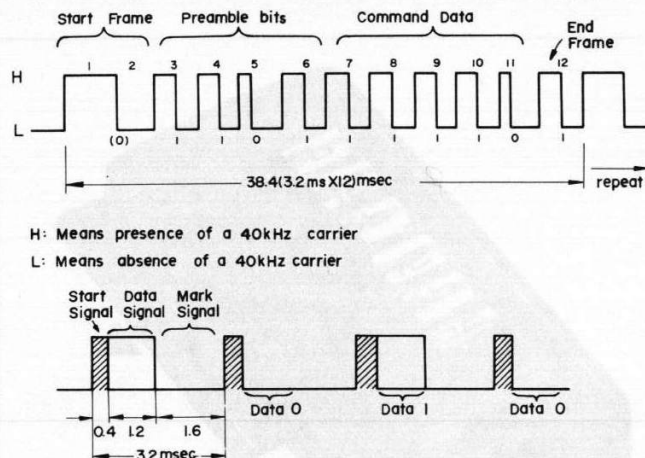 Start Frame Preamble bits Command Data End Frame
1 2 3 4 5 6 7 8 9 10 11 12
H
L
(0) 1 1 0 1 1 1 1 1 0 1
38.4(3.2msX12)msec repeat
H: Means presence of a 40kHz carrier
L: Means absence of a 40kHz carrier
Start Signal Data Signal Mark Signal
Data 0 Data 1 Data 0
0.4 1.2 1.6
3.2msec